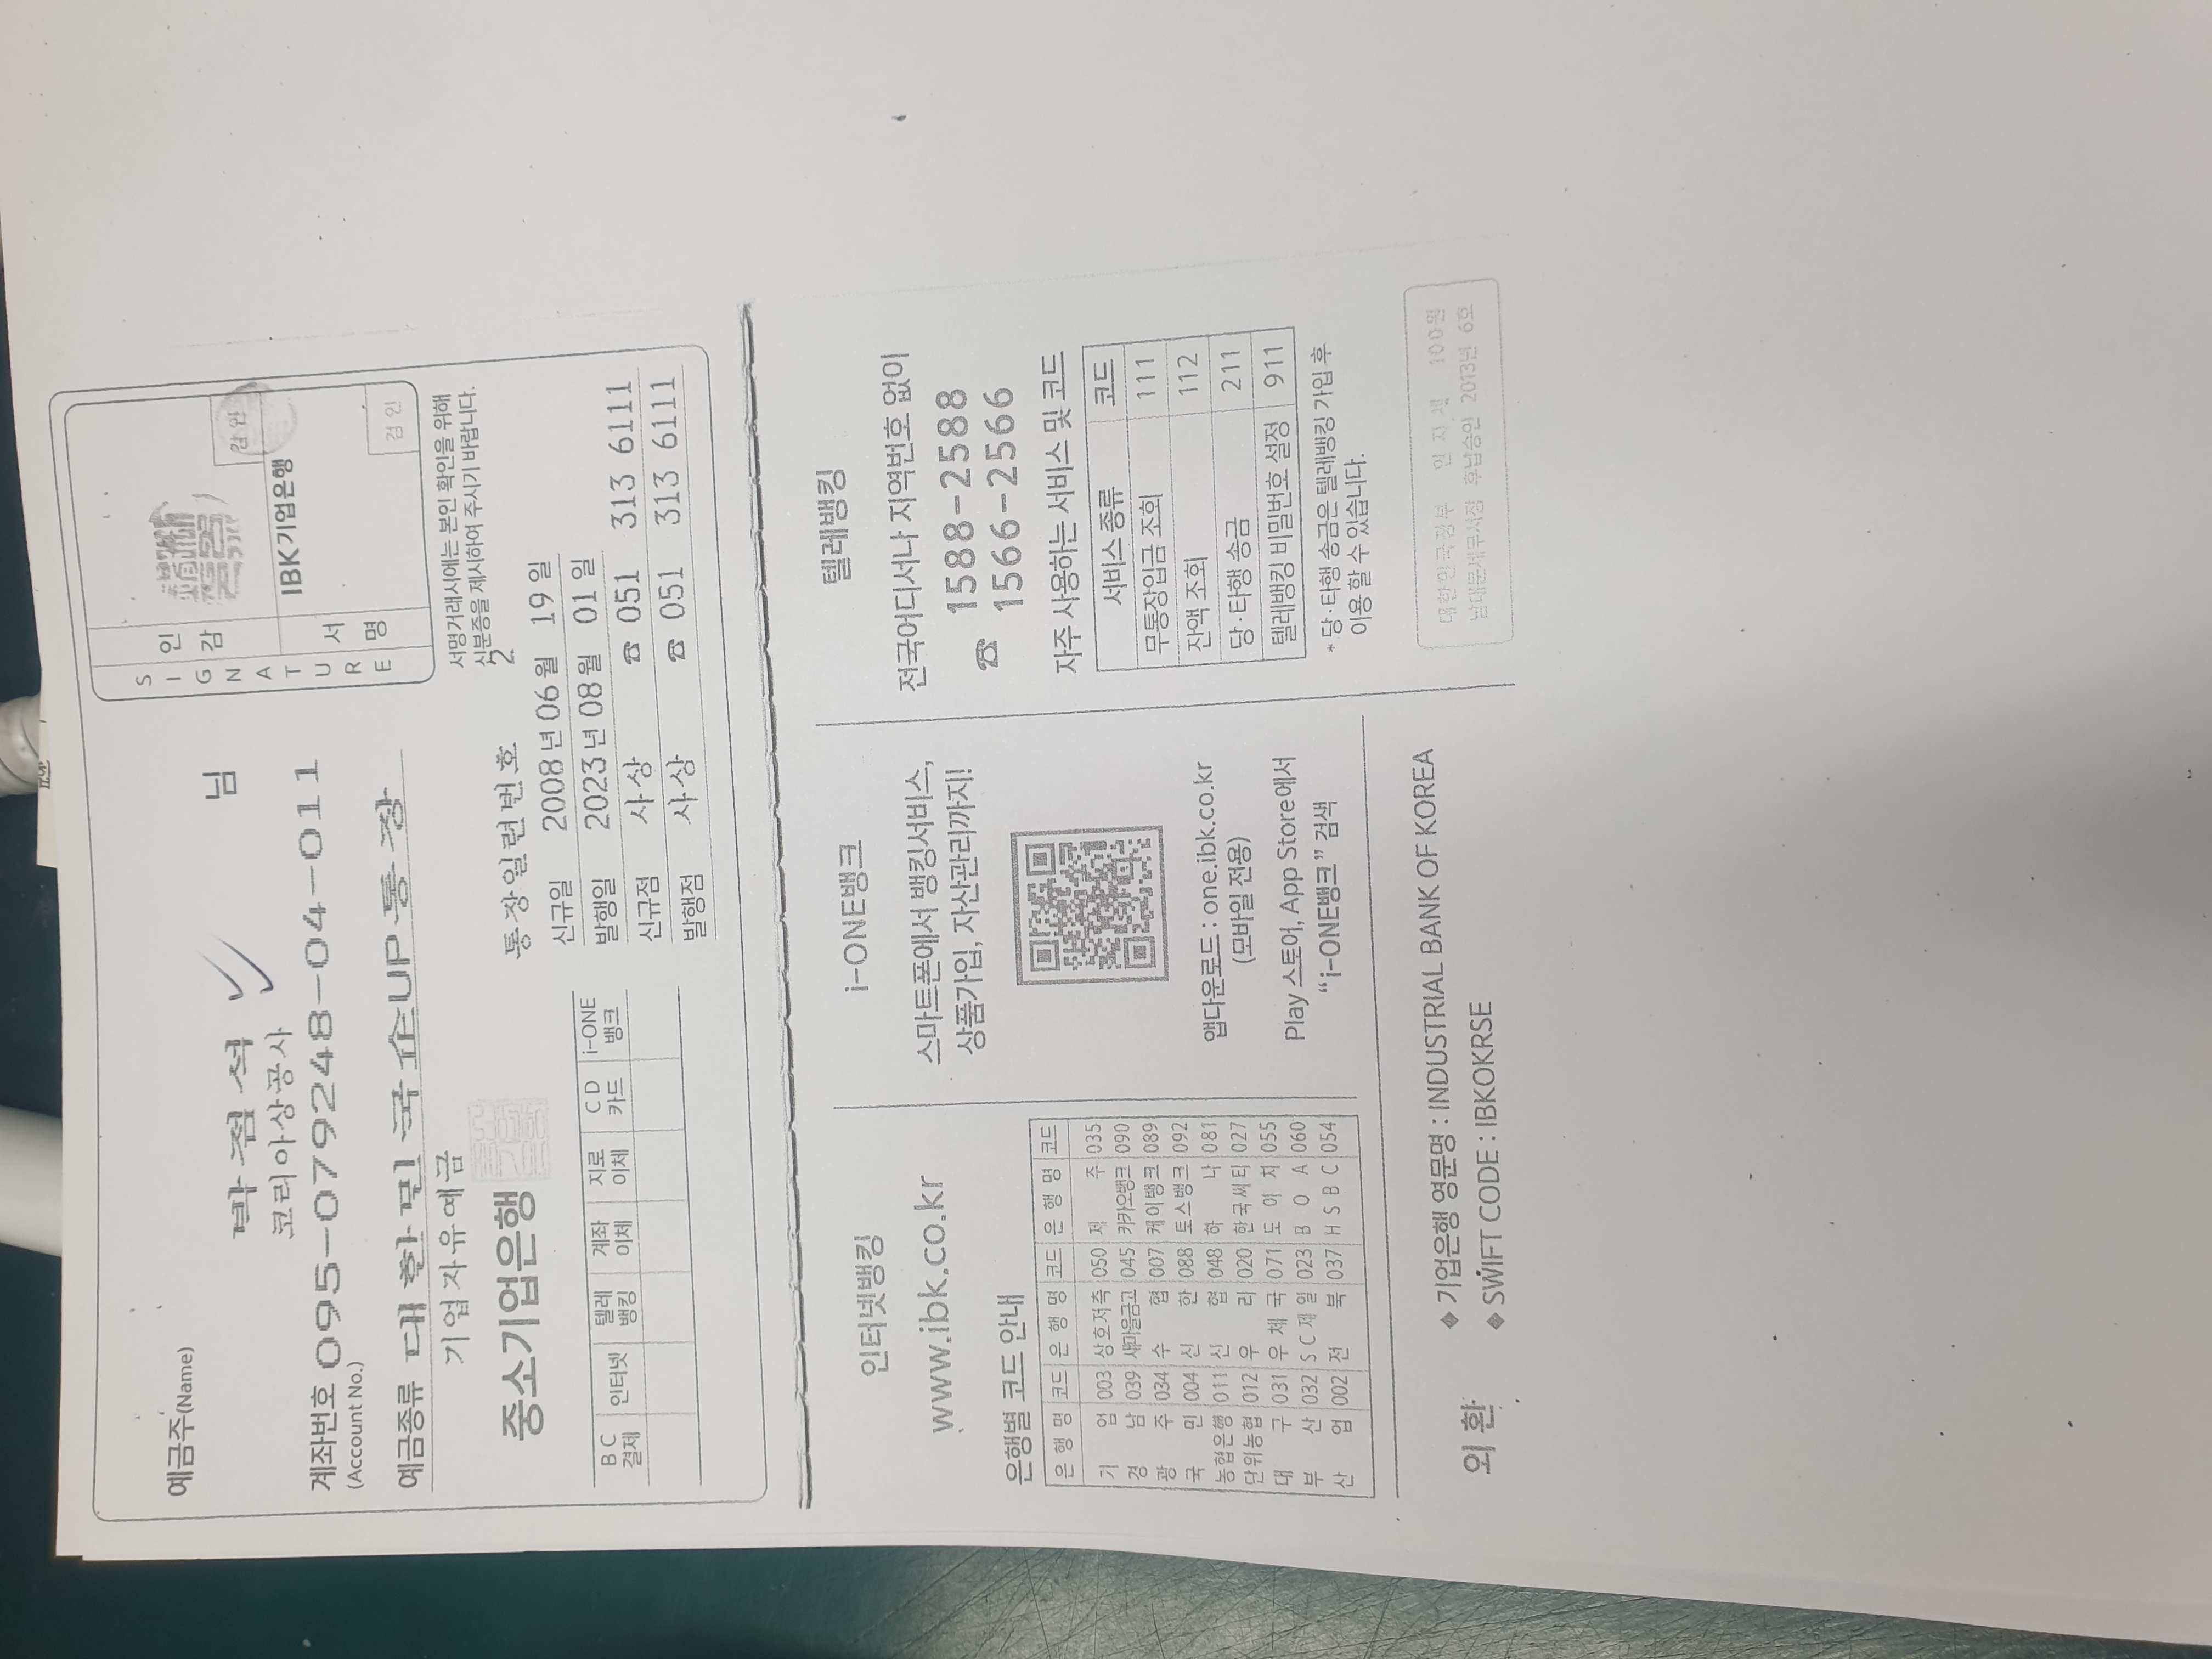 예금주(Name)
박점석 님
코리아상공사
계좌번호 095-079248-04-011
(Account No.)
예금종류 대한민국企UP통장
기업자유예금
중소기업은행
SIGNATURE
인감
서명
IBK기업은행
검인
서명거래시에는 본인 확인을 위해
신분증을 제시하여 주시기 바랍니다.
통장일련번호 2
신규일 2008년 06월 19일
발행일 2023년 08월 01일
신규점 사상 ☎ 051 313 6111
발행점 사상 ☎ 051 313 6111
BC결제 인터넷 텔레뱅킹 계좌이체 지로이체 CD카드 i-ONE뱅크
인터넷뱅킹
www.ibk.co.kr
은행별 코드 안내
은행명 코드 은행명 코드 은행명 코드
기업 003 상호저축 050 제주 035
경남 039 새마을금고 045 카카오뱅크 090
광주 034 수협 007 케이뱅크 089
국민 004 신한 088 토스뱅크 092
농협은행 011 신협 048 하나 081
단위농협 012 우리 020 한국씨티 027
대구 031 우체국 071 도이치 055
부산 032 SC제일 023 BOA 060
산업 002 전북 037 HSBC 054
i-ONE뱅크
스마트폰에서 뱅킹서비스,
상품가입, 자산관리까지!
앱다운로드 : one.ibk.co.kr
(모바일 전용)
Play 스토어, App Store에서
“i-ONE뱅크” 검색
텔레뱅킹
전국어디서나 지역번호 없이
☎ 1588-2588
1566-2566
자주 사용하는 서비스 및 코드
서비스 종류 코드
무통장입금 조회 111
잔액 조회 112
당·타행 송금 211
텔레뱅킹 비밀번호 설정 911
* 당·타행 송금은 텔레뱅킹 가입 후
이용 할 수 있습니다.
외환
◆ 기업은행 영문명 : INDUSTRIAL BANK OF KOREA
◆ SWIFT CODE : IBKOKRSE
대한민국정부 인지세 100원
남대문세무서장 후납승인 2013년 6호